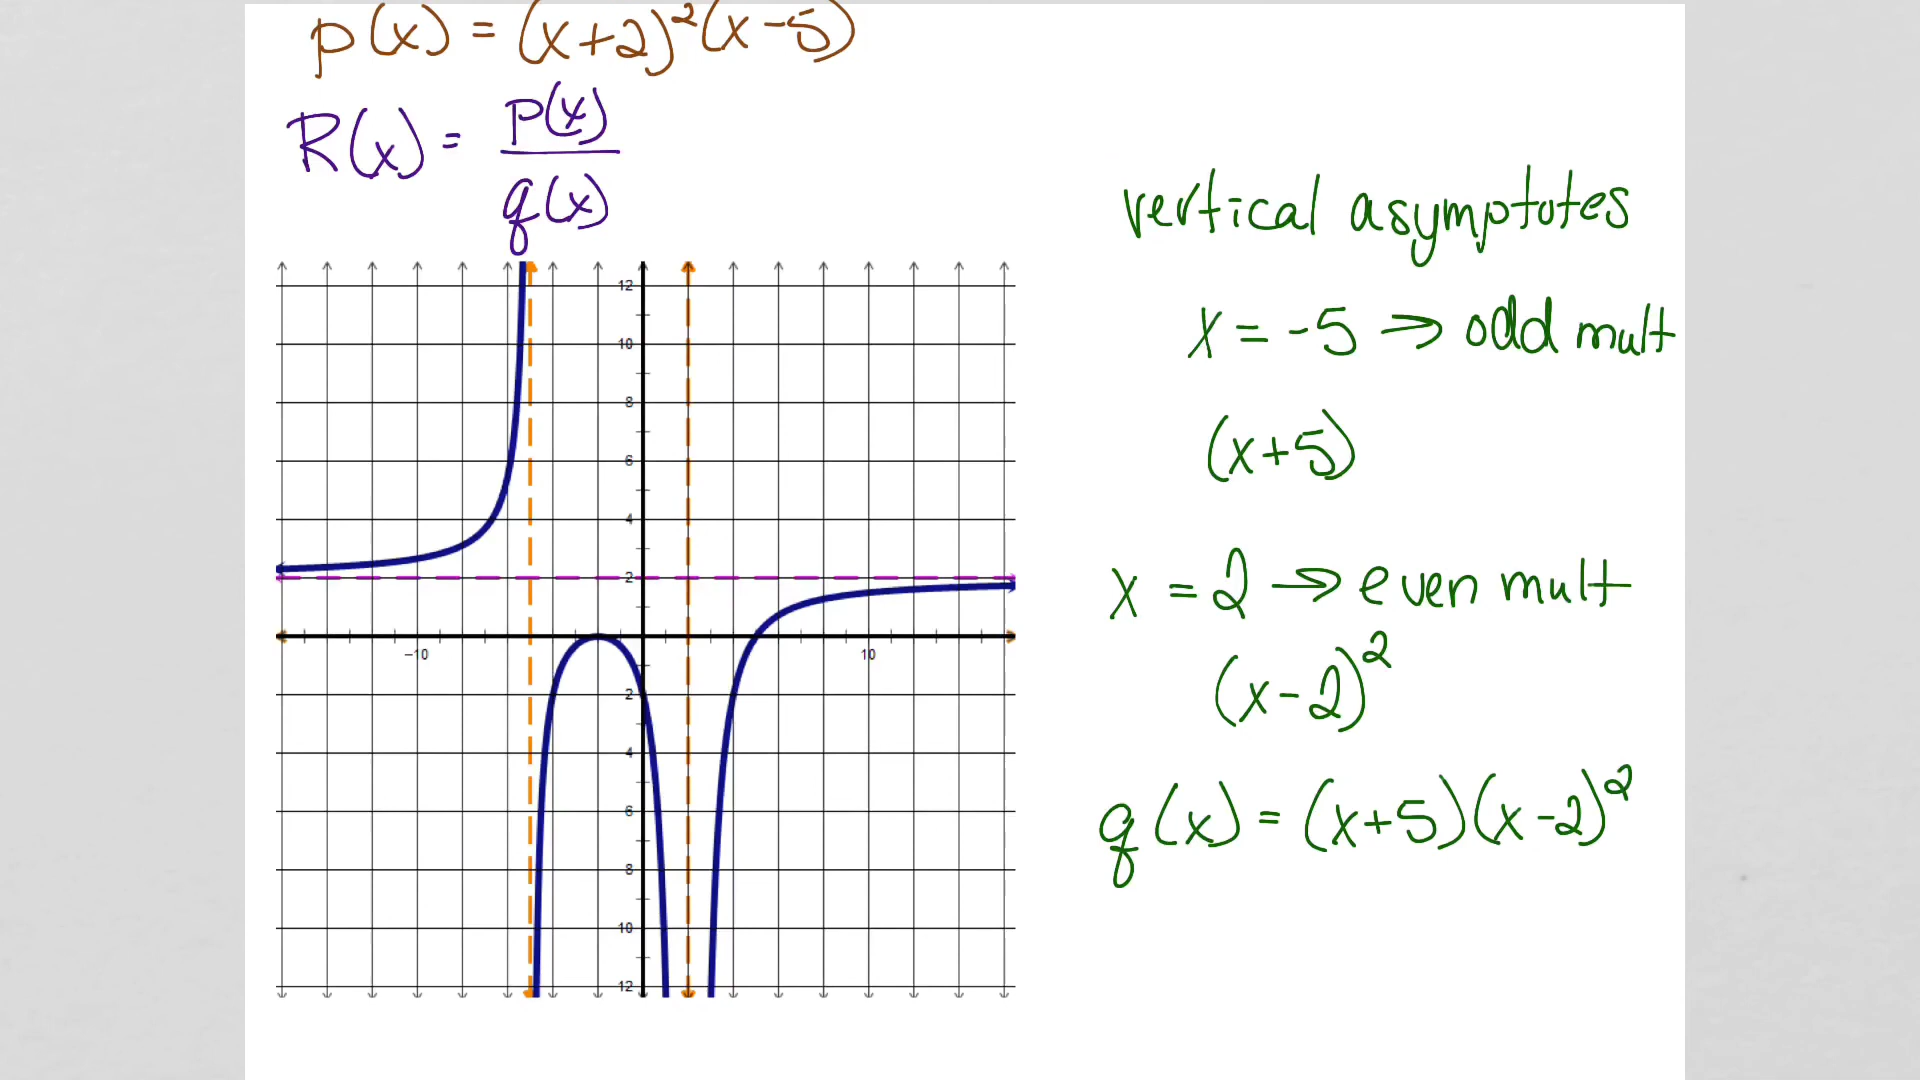 p(x) = (x+2)²(x-5)
R(x) = p(x)
q(x)
vertical asymptotes
x = -5 → odd mult
(x+5)
x = 2 → even mult
(x-2)²
q(x) = (x+5)(x-2)²
12
10
8
6
4
2
-10
10
2
4
6
8
10
12